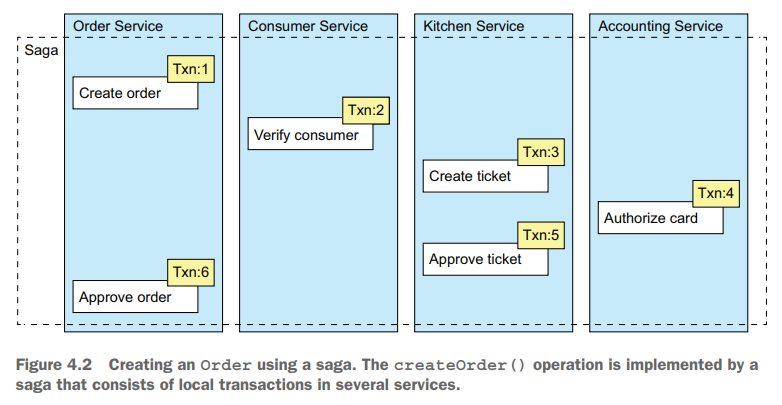 Order Service
Consumer Service
Kitchen Service
Accounting Service
Saga
Txn:1
Create order
Txn:2
Verify consumer
Txn:3
Create ticket
Txn:4
Authorize card
Txn:5
Approve ticket
Txn:6
Approve order
Figure 4.2 Creating an Order using a saga. The createOrder() operation is implemented by a
saga that consists of local transactions in several services.